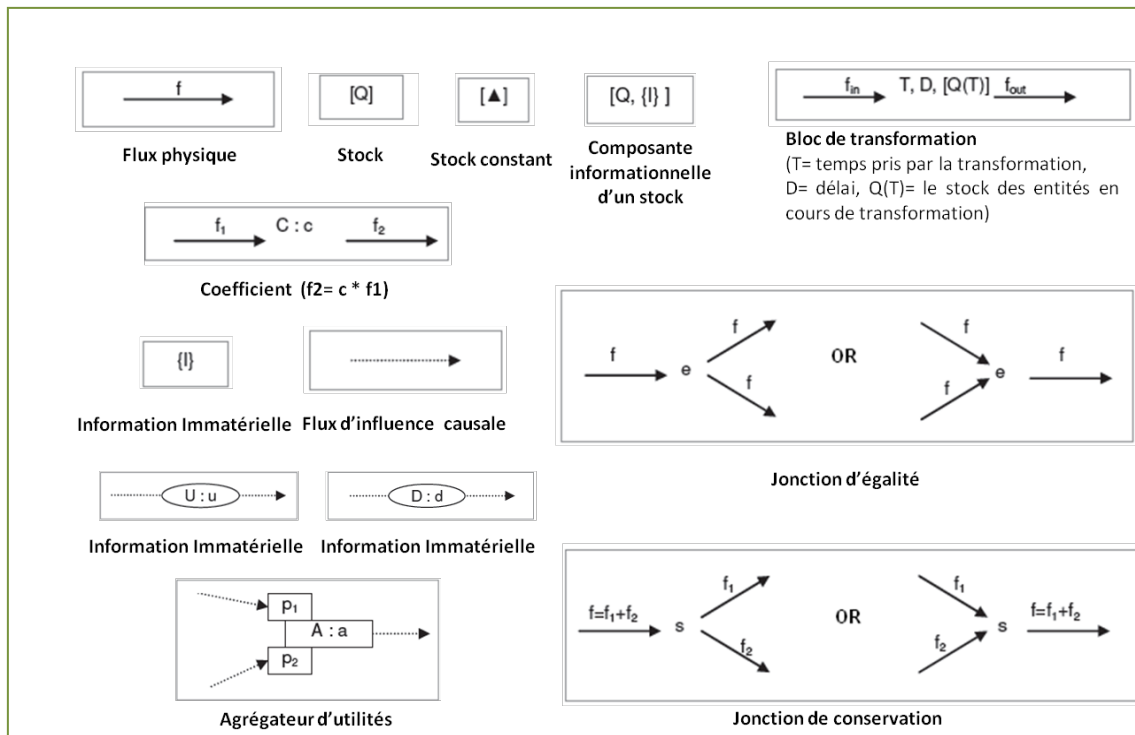 f
Flux physique
[Q]
Stock
[▲]
Stock constant
[Q, {I} ]
Composante
informationnelle
d'un stock
f_in T, D, [Q(T)] f_out
Bloc de transformation
(T= temps pris par la transformation,
D= délai, Q(T)= le stock des entités en
cours de transformation)
f₁ C : c f₂
Coefficient (f2= c * f1)
{I}
Information Immatérielle
Flux d'influence causale
f e f f OR f f e f
Jonction d'égalité
U : u
Information Immatérielle
D : d
Information Immatérielle
p₁
A : a
p₂
Agrégateur d'utilités
f=f₁+f₂ s f₁ f₂ OR f₁ f₂ s f=f₁+f₂
Jonction de conservation